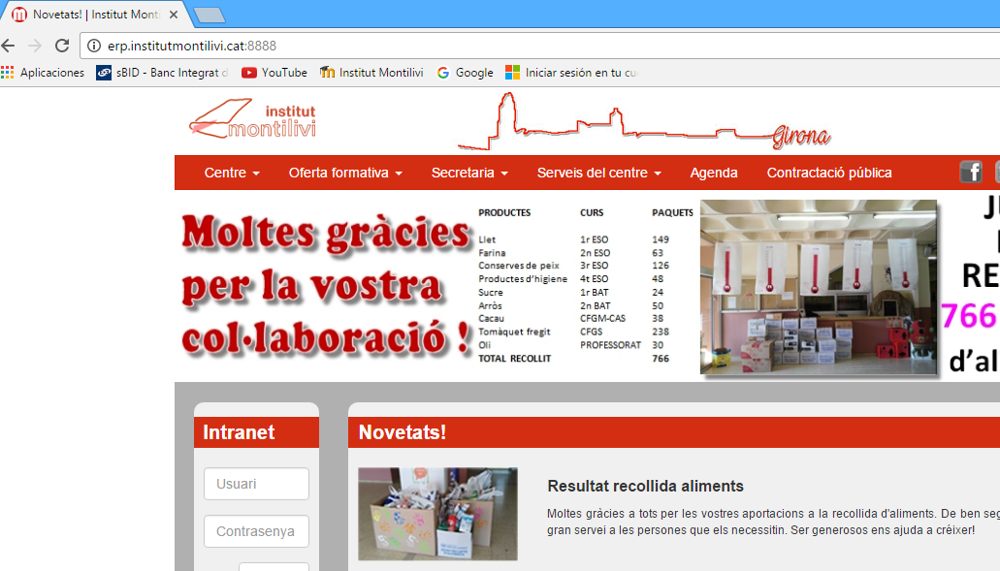 Novetats! | Institut Monti
erp.institutmontilivi.cat:8888
Aplicaciones sBID - Banc Integrat d YouTube Institut Montilivi Google Iniciar sesión en tu cu
institut
montilivi
Girona
Centre Oferta formativa Secretaria Serveis del centre Agenda Contractació pública
Moltes gràcies
per la vostra
col·laboració !
PRODUCTES CURS PAQUETS
Llet 1r ESO 149
Farina 2n ESO 63
Conserves de peix 3r ESO 126
Productes d'higiene 4t ESO 48
Sucre 1r BAT 24
Arròs 2n BAT 50
Cacau CFGM-CAS 38
Tomàquet fregit CFGS 238
Oli PROFESSORAT 30
TOTAL RECOLLIT 766
RE
766
d'al
Intranet
Usuari
Contrasenya
Novetats!
Resultat recollida aliments
Moltes gràcies a tots per les vostres aportacions a la recollida d'aliments. De ben seg
gran servei a les persones que els necessitin. Ser generosos ens ajuda a créixer!